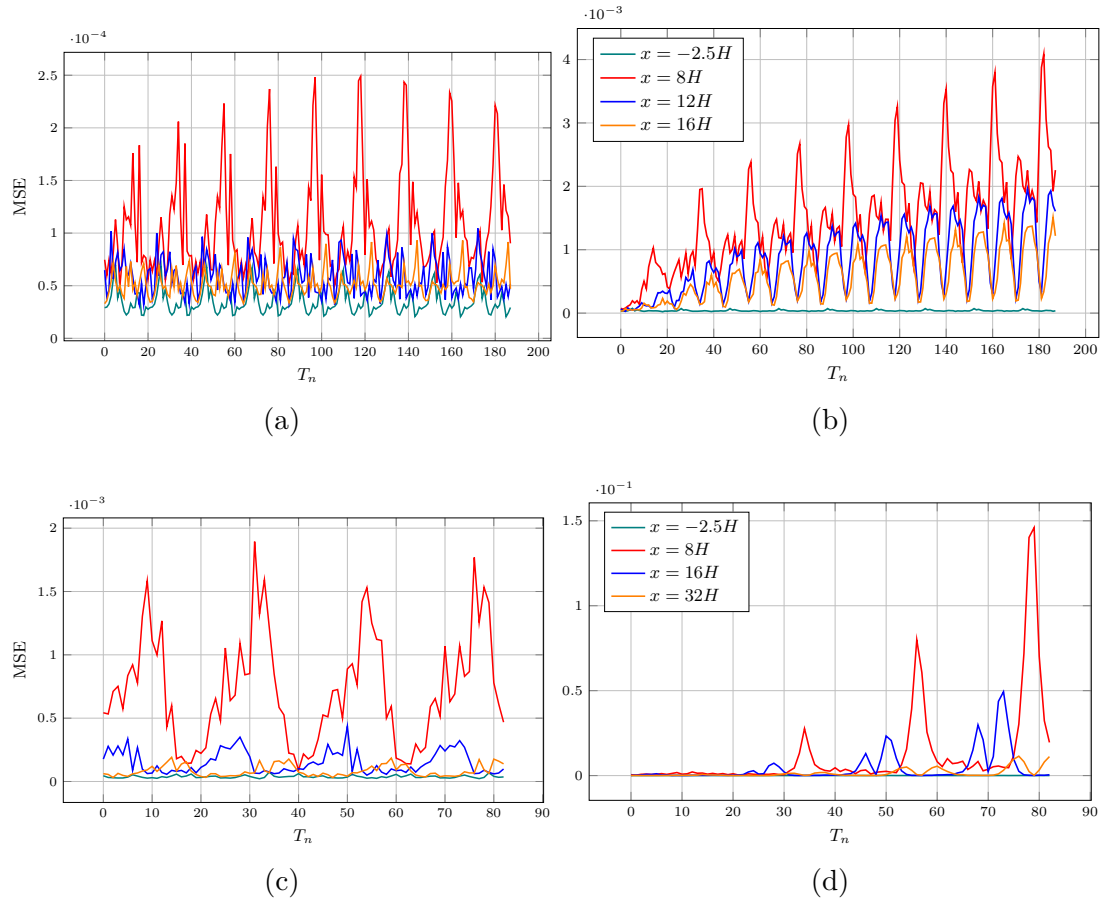 ·10⁻⁴
MSE
2.5
2
1.5
1
0.5
0
0 20 40 60 80 100 120 140 160 180 200
T_n
(a)
·10⁻³
4
3
2
1
0
x = −2.5H
x = 8H
x = 12H
x = 16H
0 20 40 60 80 100 120 140 160 180 200
T_n
(b)
·10⁻³
MSE
2
1.5
1
0.5
0
0 10 20 30 40 50 60 70 80 90
T_n
(c)
·10⁻¹
1.5
1
0.5
0
x = −2.5H
x = 8H
x = 16H
x = 32H
0 10 20 30 40 50 60 70 80 90
T_n
(d)